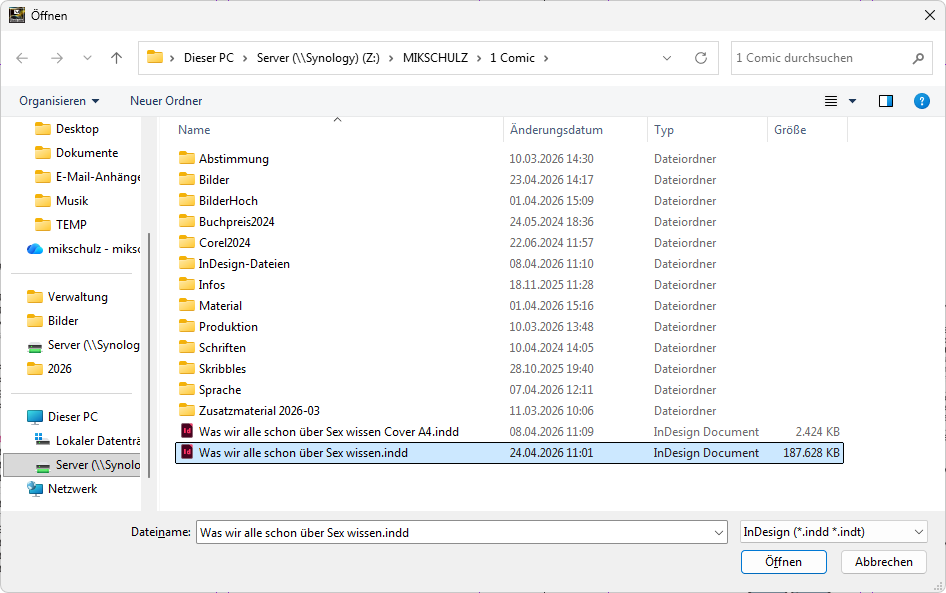 Öffnen
Dieser PC > Server (\\Synology) (Z:) > MIKSCHULZ > 1 Comic >
1 Comic durchsuchen
Organisieren
Neuer Ordner
Desktop
Dokumente
E-Mail-Anhänge
Musik
TEMP
mikschulz - miksc
Verwaltung
Bilder
Server (\\Synolog
2026
Dieser PC
Lokaler Datenträ
Server (\\Synolo
Netzwerk
Name Änderungsdatum Typ Größe
Abstimmung 10.03.2026 14:30 Dateiordner
Bilder 23.04.2026 14:17 Dateiordner
BilderHoch 01.04.2026 15:09 Dateiordner
Buchpreis2024 24.05.2024 18:36 Dateiordner
Corel2024 22.06.2024 11:57 Dateiordner
InDesign-Dateien 08.04.2026 11:10 Dateiordner
Infos 18.11.2025 11:28 Dateiordner
Material 01.04.2026 15:16 Dateiordner
Produktion 10.03.2026 13:48 Dateiordner
Schriften 10.04.2024 14:05 Dateiordner
Skribbles 28.10.2025 19:40 Dateiordner
Sprache 07.04.2026 12:11 Dateiordner
Zusatzmaterial 2026-03 11.03.2026 10:06 Dateiordner
Was wir alle schon über Sex wissen Cover A4.indd 08.04.2026 11:09 InDesign Document 2.424 KB
Was wir alle schon über Sex wissen.indd 24.04.2026 11:01 InDesign Document 187.628 KB
Dateiname: Was wir alle schon über Sex wissen.indd InDesign (*.indd *.indt)
Öffnen Abbrechen